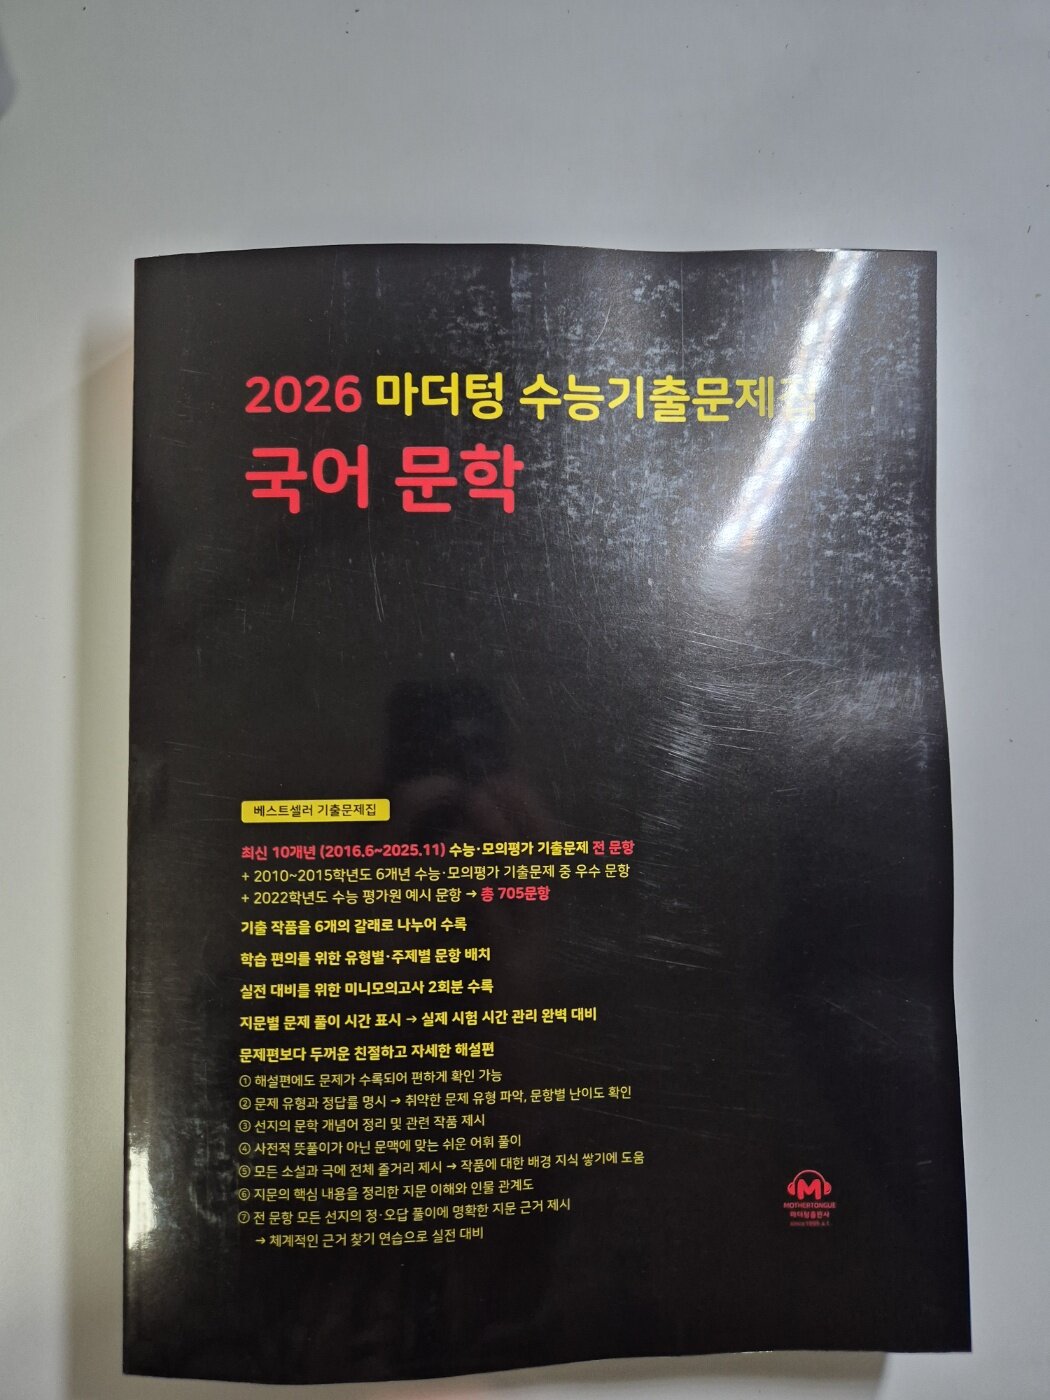 2026 마더텅 수능기출문제집
국어 문학
베스트셀러 기출문제집
최신 10개년 (2016.6~2025.11) 수능·모의평가 기출문제 전 문항
+ 2010~2015학년도 6개년 수능·모의평가 기출문제 중 우수 문항
+ 2022학년도 수능 평가원 예시 문항 → 총 705문항
기출 작품을 6개의 갈래로 나누어 수록
학습 편의를 위한 유형별·주제별 문항 배치
실전 대비를 위한 미니모의고사 2회분 수록
지문별 문제 풀이 시간 표시 → 실제 시험 시간 관리 완벽 대비
문제편보다 두꺼운 친절하고 자세한 해설편
① 해설편에도 문제가 수록되어 편하게 확인 가능
② 문제 유형과 정답률 명시 → 취약한 문제 유형 파악, 문항별 난이도 확인
③ 선지의 문학 개념어 정리 및 관련 작품 제시
④ 사전적 뜻풀이가 아닌 문맥에 맞는 쉬운 어휘 풀이
⑤ 모든 소설과 극에 전체 줄거리 제시 → 작품에 대한 배경 지식 쌓기에 도움
⑥ 지문의 핵심 내용을 정리한 지문 이해와 인물 관계도
⑦ 전 문항 모든 선지의 정·오답 풀이에 명확한 지문 근거 제시
→ 체계적인 근거 찾기 연습으로 실전 대비
M
MOTHERTONGUE
마더텅출판사
since1999.4.1